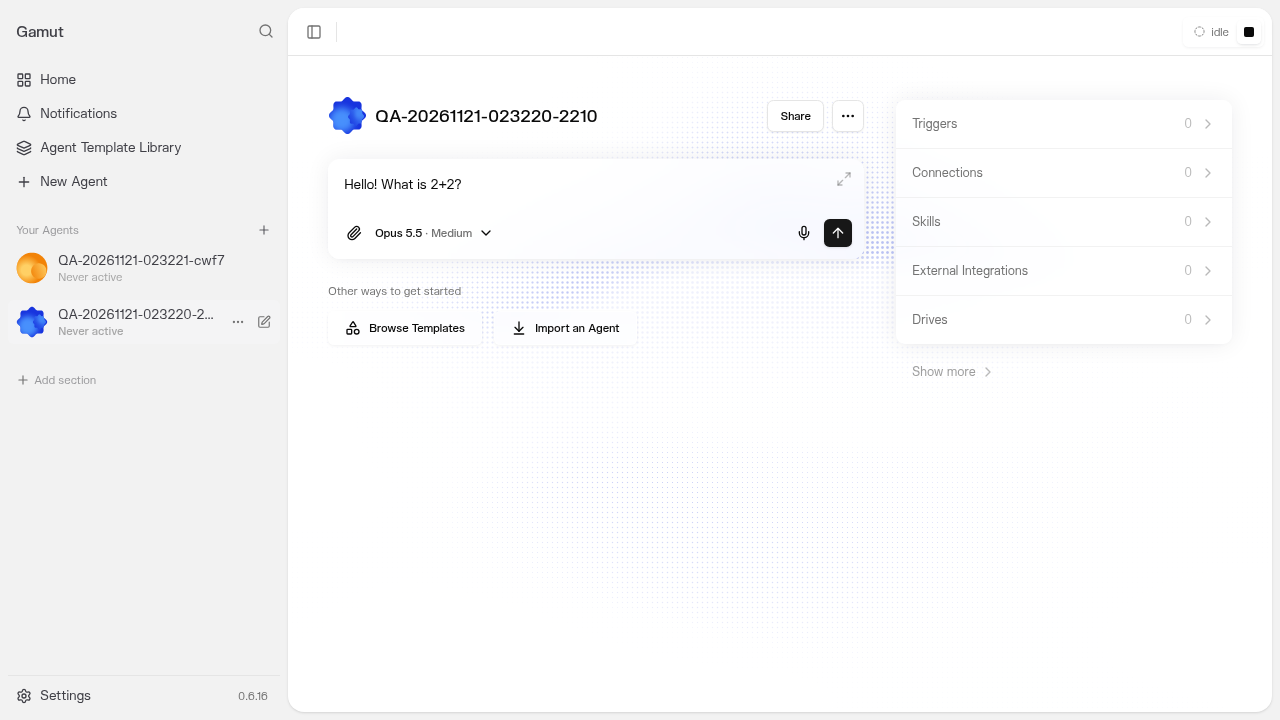 Gamut
Home
Notifications
Agent Template Library
New Agent
Your Agents
QA-20261121-023221-cwf7
Never active
QA-20261121-023220-2...
Never active
Add section
Settings
0.6.16
idle
QA-20261121-023220-2210
Share
Hello! What is 2+2?
Opus 5.5 · Medium
Other ways to get started
Browse Templates
Import an Agent
Triggers 0
Connections 0
Skills 0
External Integrations 0
Drives 0
Show more